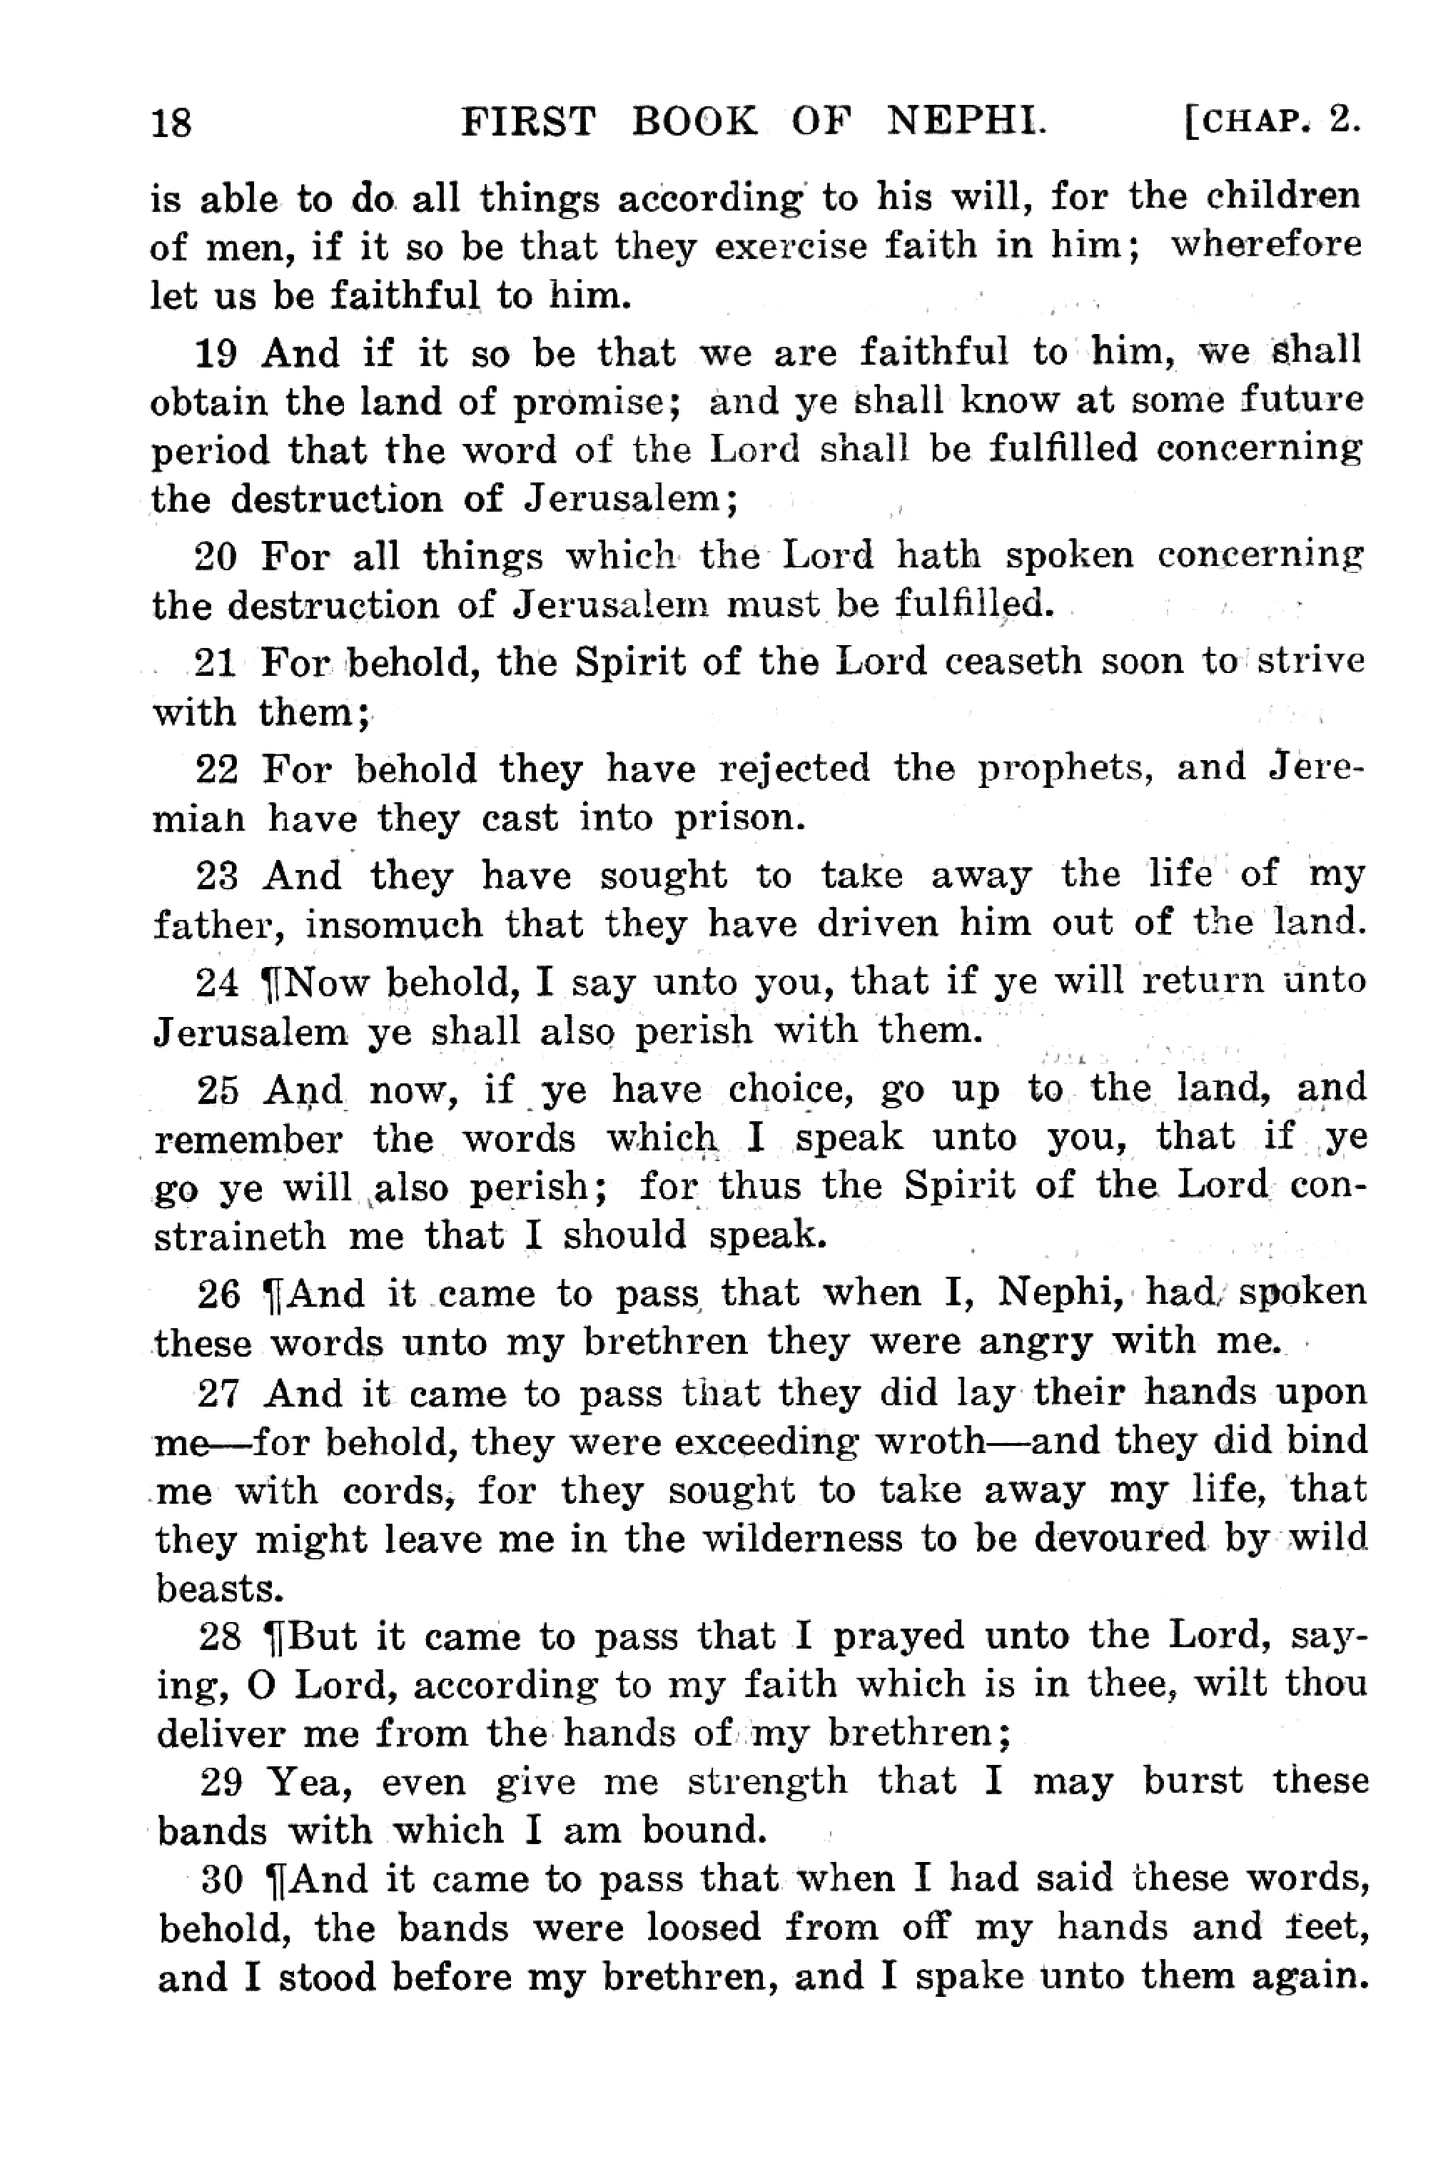 18 FIRST BOOK OF NEPHI. [CHAP. 2.
is able to do all things according to his will, for the children
of men, if it so be that they exercise faith in him; wherefore
let us be faithful to him.
19 And if it so be that we are faithful to him, we shall
obtain the land of promise; and ye shall know at some future
period that the word of the Lord shall be fulfilled concerning
the destruction of Jerusalem;
20 For all things which the Lord hath spoken concerning
the destruction of Jerusalem must be fulfilled.
21 For behold, the Spirit of the Lord ceaseth soon to strive
with them;
22 For behold they have rejected the prophets, and Jere-
miah have they cast into prison.
23 And they have sought to take away the life of my
father, insomuch that they have driven him out of the land.
24 ¶Now behold, I say unto you, that if ye will return unto
Jerusalem ye shall also perish with them.
25 And now, if ye have choice, go up to the land, and
remember the words which I speak unto you, that if ye
go ye will also perish; for thus the Spirit of the Lord con-
straineth me that I should speak.
26 ¶And it came to pass that when I, Nephi, had spoken
these words unto my brethren they were angry with me.
27 And it came to pass that they did lay their hands upon
me—for behold, they were exceeding wroth—and they did bind
me with cords, for they sought to take away my life, that
they might leave me in the wilderness to be devoured by wild
beasts.
28 ¶But it came to pass that I prayed unto the Lord, say-
ing, O Lord, according to my faith which is in thee, wilt thou
deliver me from the hands of my brethren;
29 Yea, even give me strength that I may burst these
bands with which I am bound.
30 ¶And it came to pass that when I had said these words,
behold, the bands were loosed from off my hands and feet,
and I stood before my brethren, and I spake unto them again.